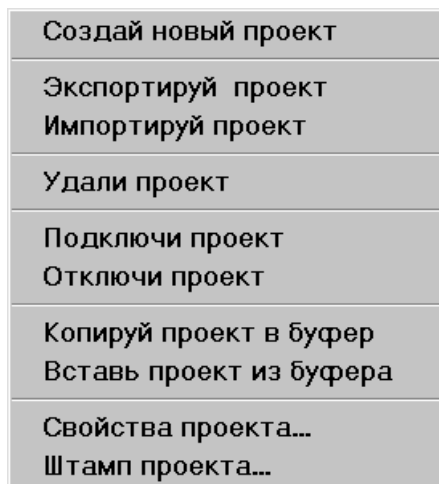 Создай новый проект
Экспортируй  проект
Импортируй проект
Удали проект
Подключи проект
Отключи проект
Копируй проект в буфер
Вставь проект из буфера
Свойства проекта...
Штамп проекта...